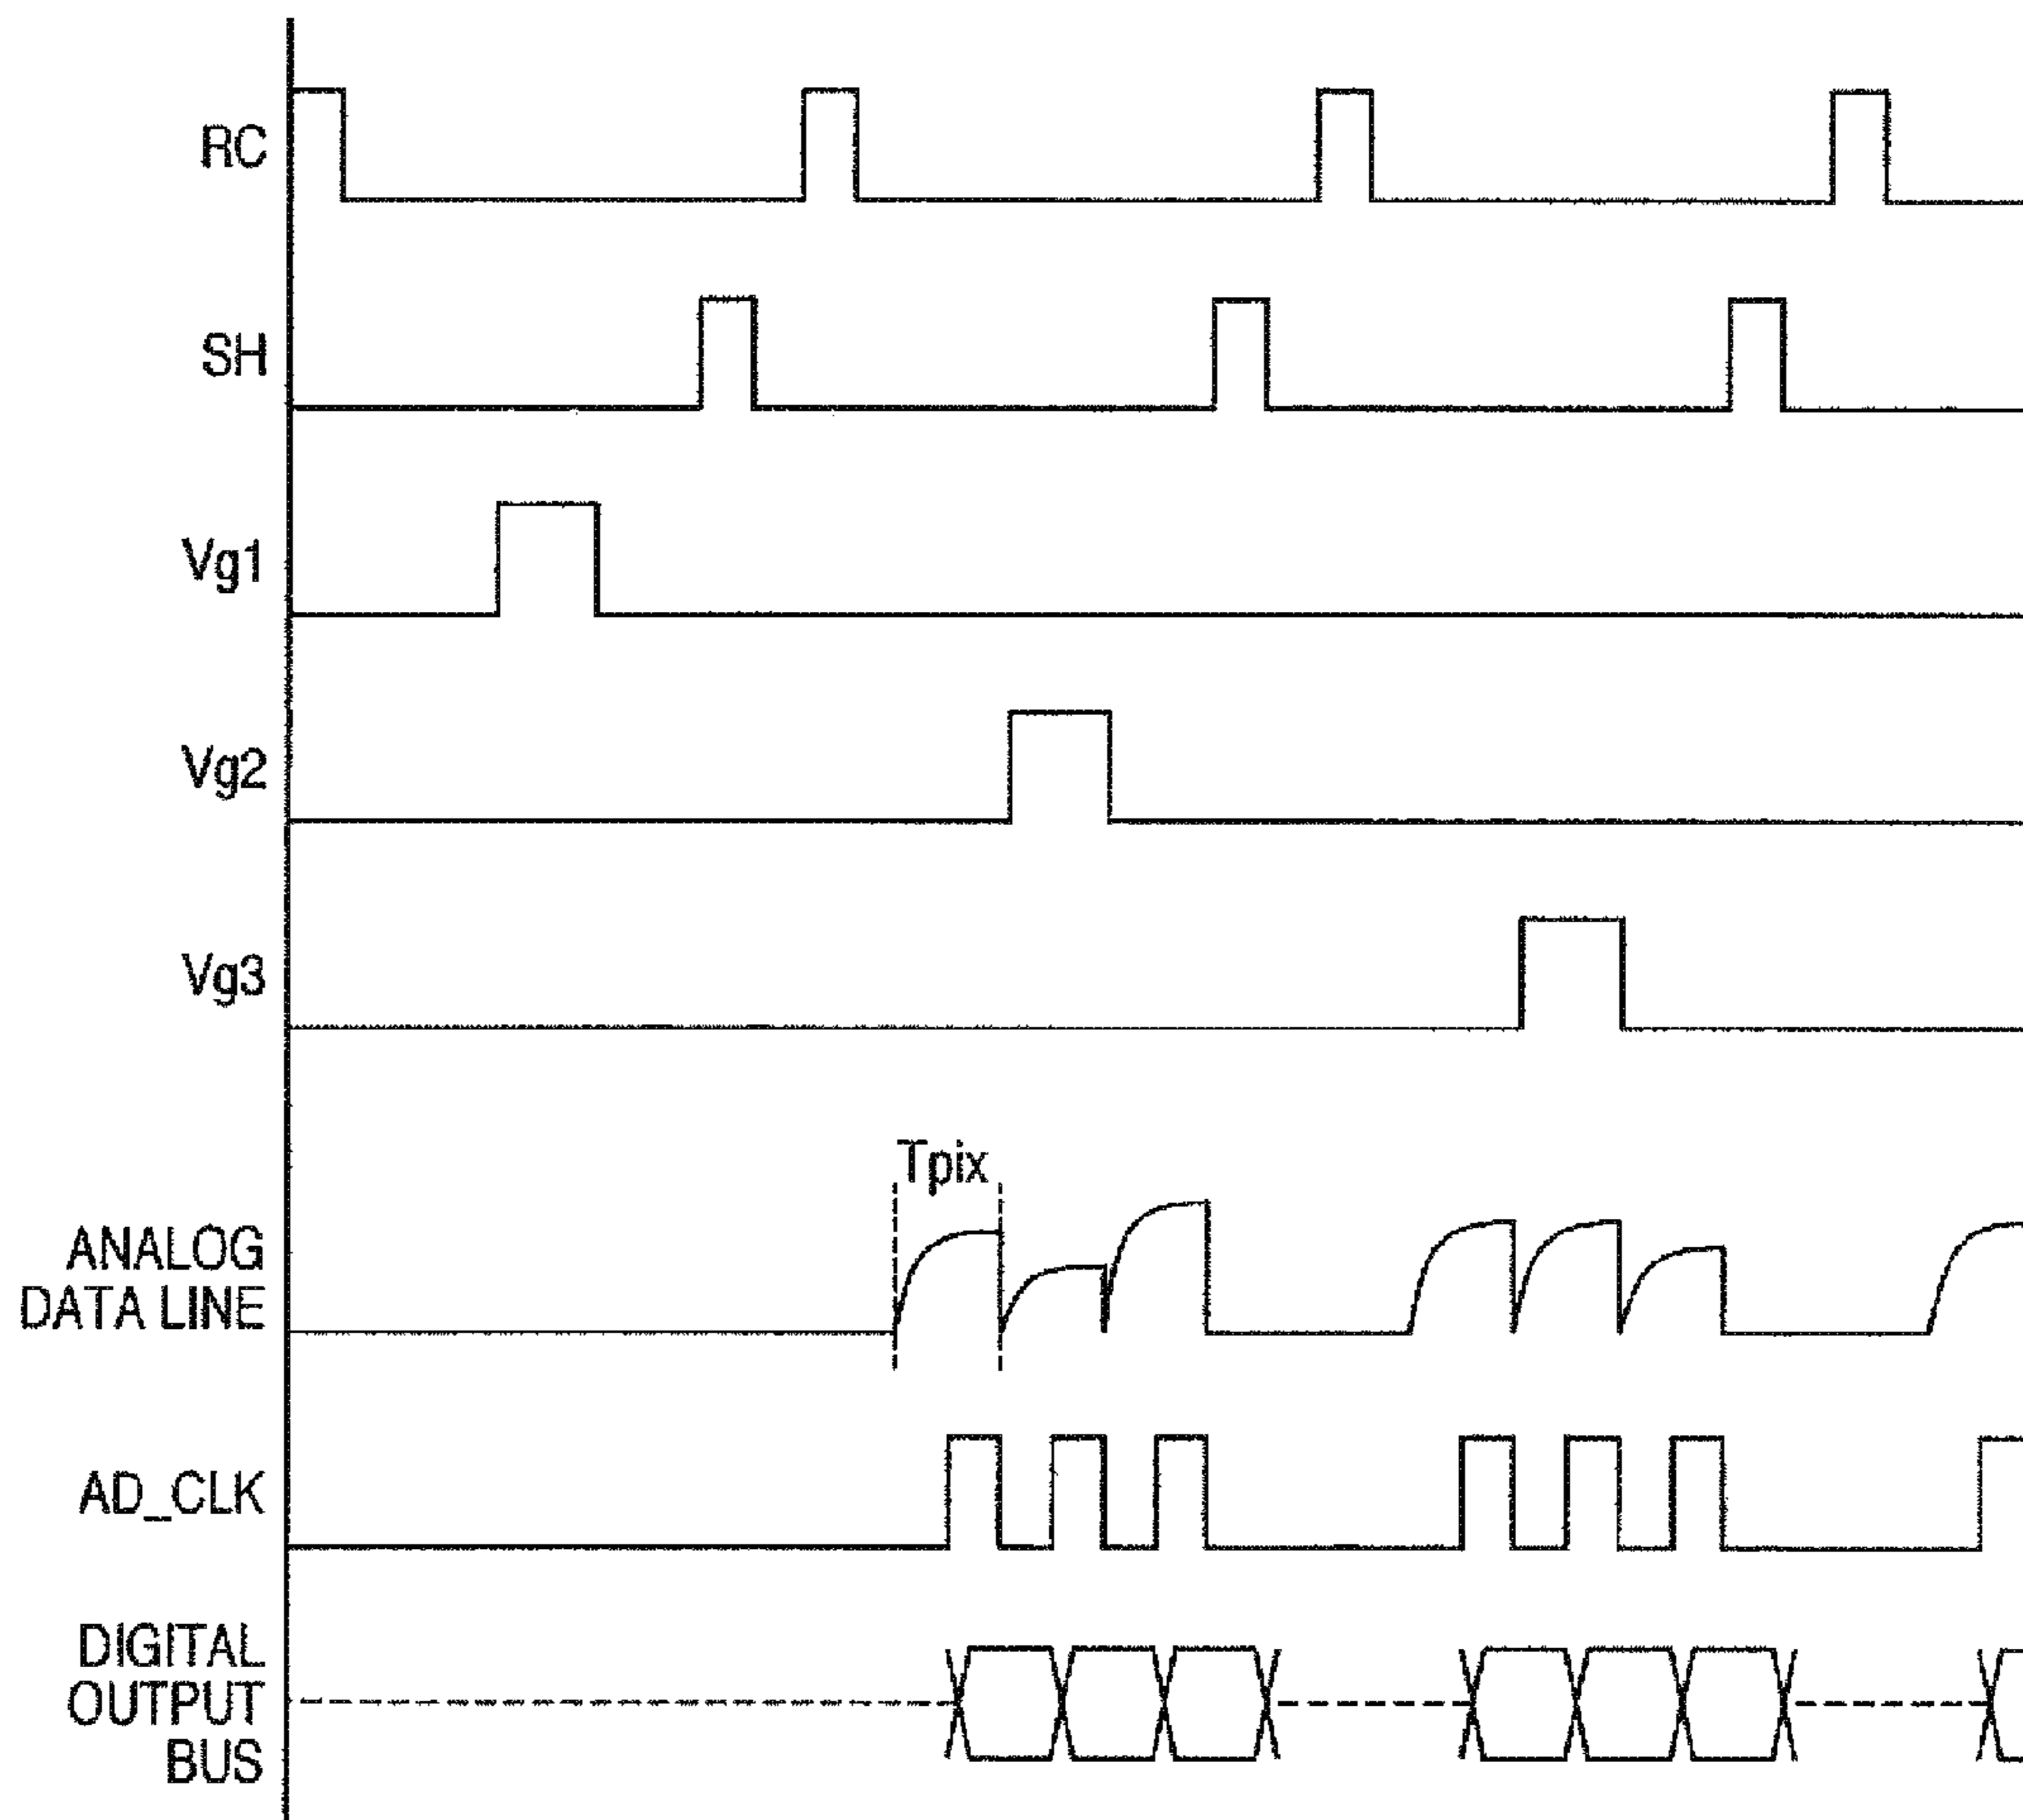 RC
SH
Vg1
Vg2
Vg3
Tpix
ANALOG
DATA LINE
AD_CLK
DIGITAL
OUTPUT
BUS